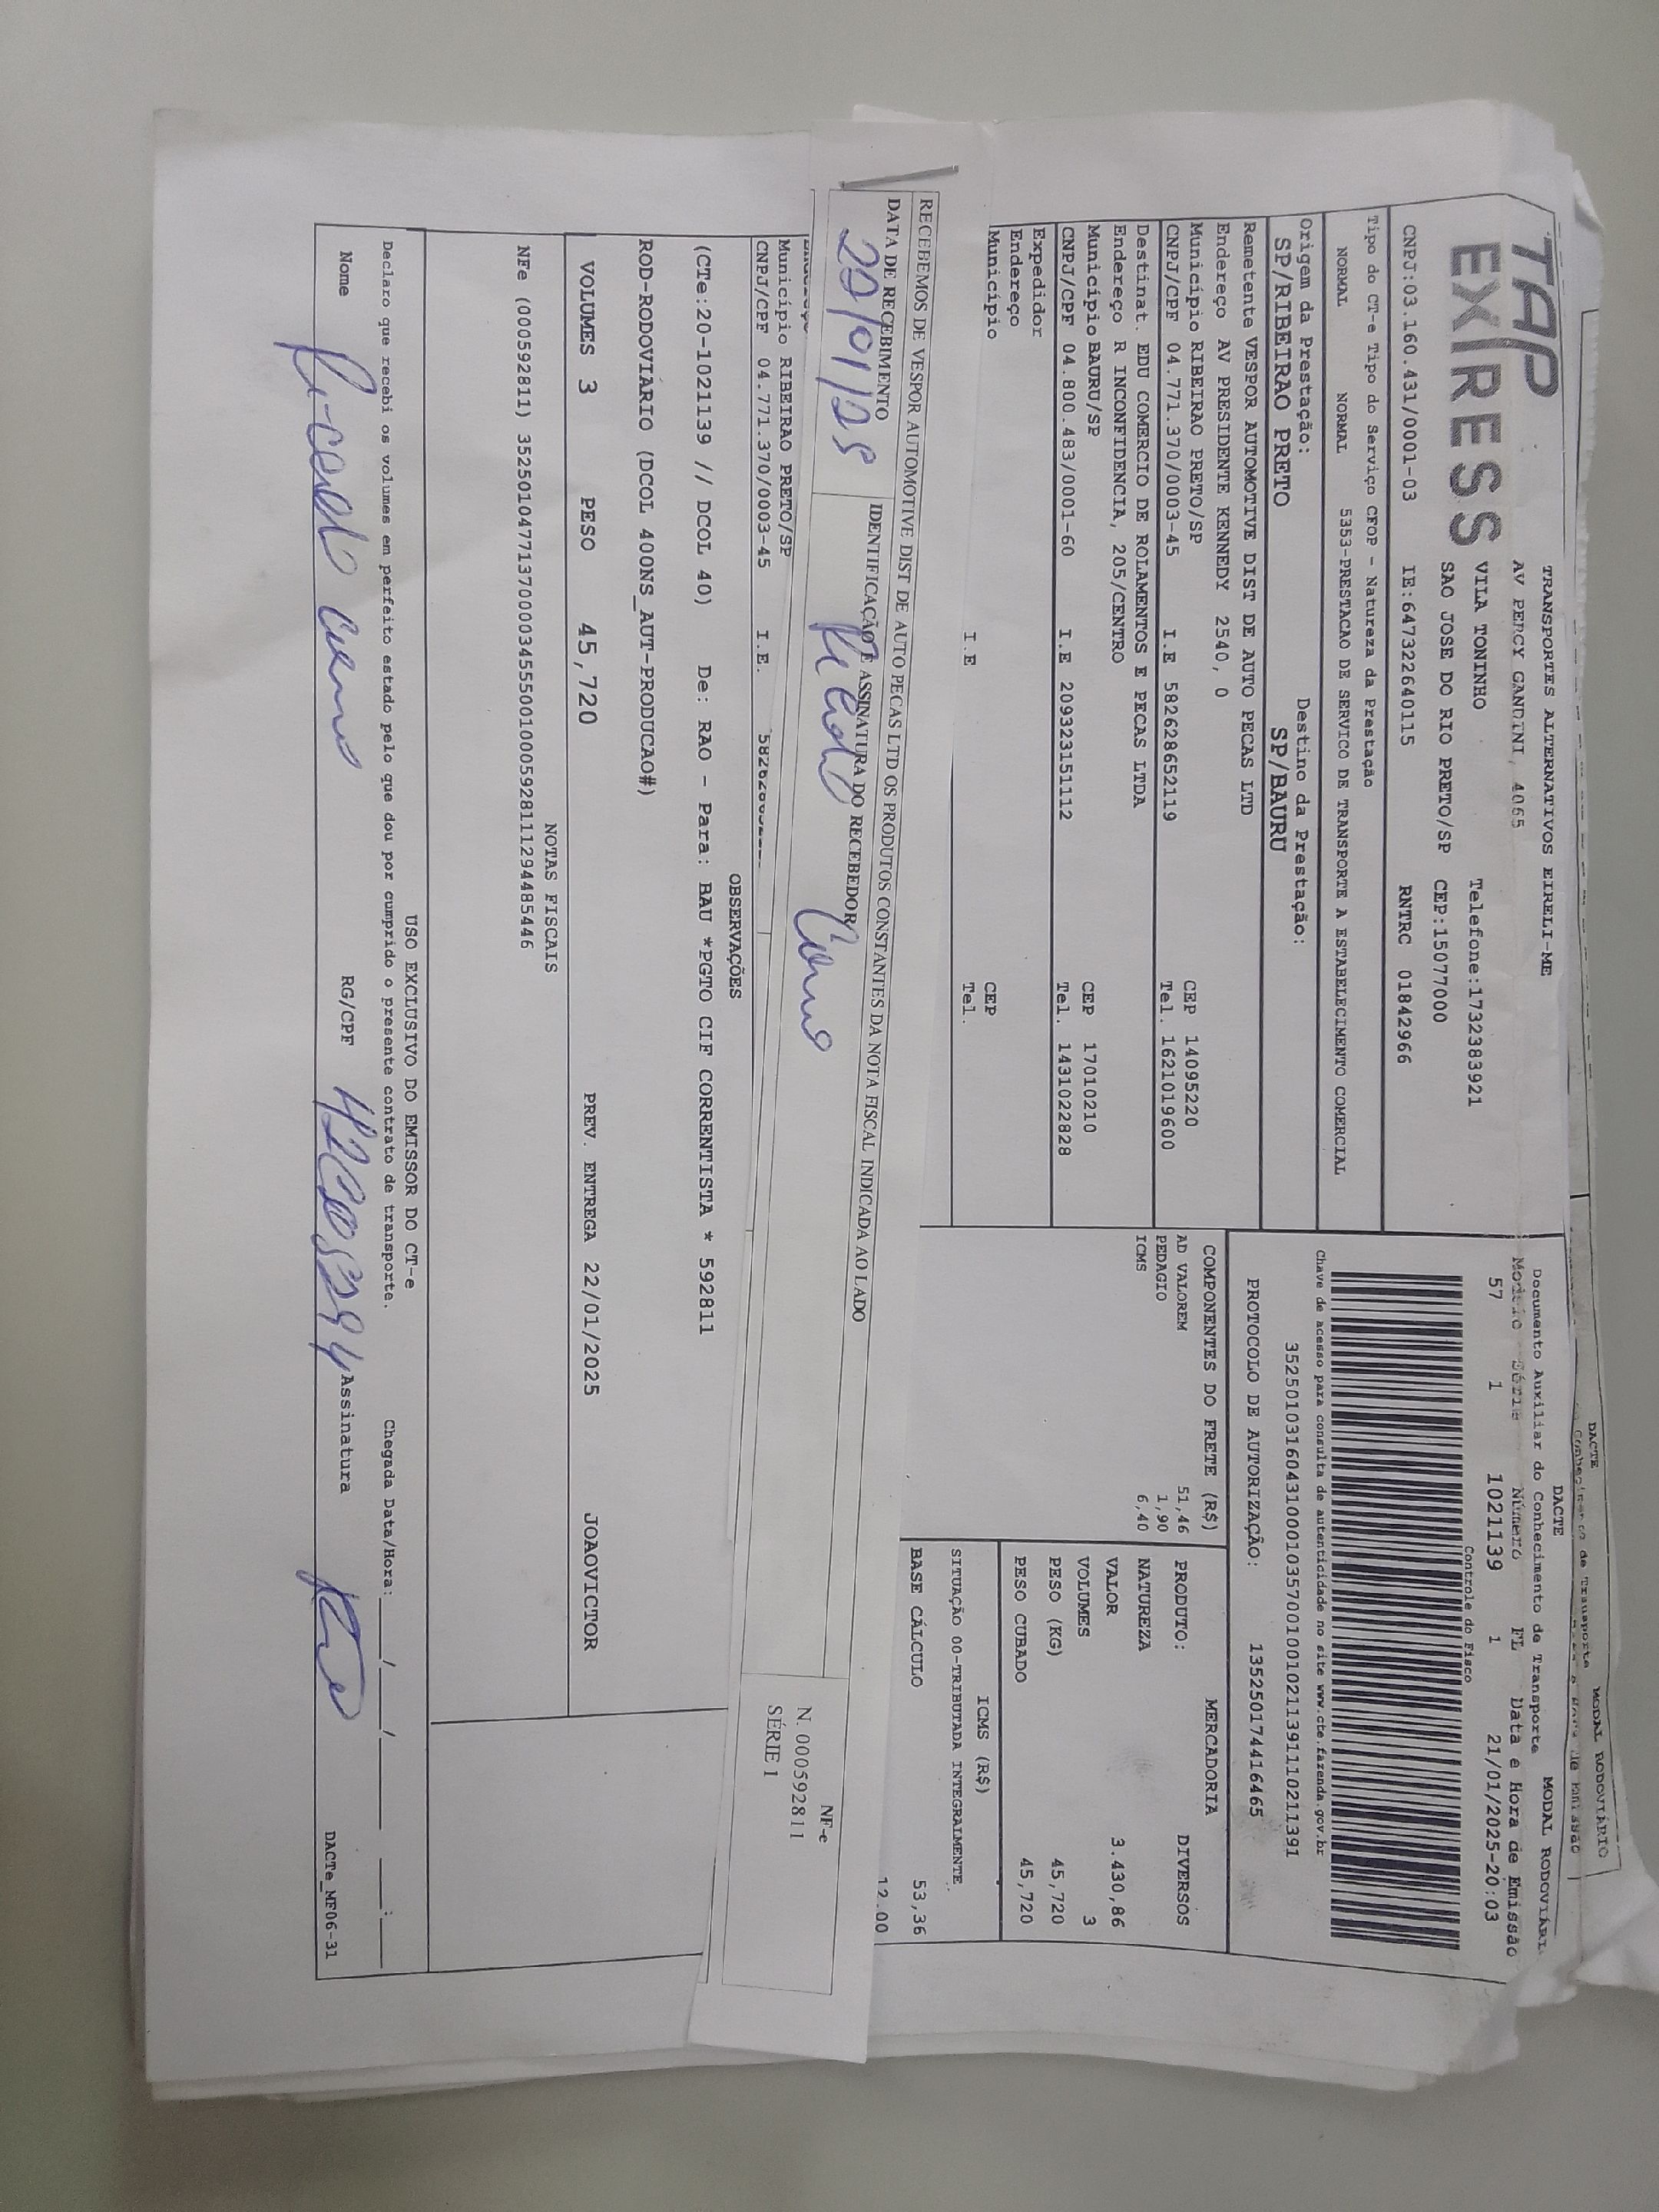 DACTE
MODAL RODOVIÁRIO
TAP
EXPRESS
TRANSPORTES ALTERNATIVOS EIRELI-ME
AV PERCY GANDINI, 4065
VILA TONINHO Telefone:1732383921
SAO JOSE DO RIO PRETO/SP CEP:15077000
CNPJ:03.160.431/0001-03 IE:647322640115 RNTRC 01842966
DACTE MODAL RODOVIÁRI
Documento Auxiliar do Conhecimento de Transporte
Modelo Série Número FL Data e Hora de Emissão
57 1 1021139 1 21/01/2025-20:03
Controle do Fisco
Chave de acesso para consulta de autenticidade no site www.cte.fazenda.gov.br
35250103160431000103570010010211391110211391
PROTOCOLO DE AUTORIZAÇÃO: 135250174416465
Tipo do CT-e Tipo do Serviço CFOP - Natureza da Prestação
NORMAL NORMAL 5353-PRESTACAO DE SERVICO DE TRANSPORTE A ESTABELECIMENTO COMERCIAL
Origem da Prestação: Destino da Prestação:
SP/RIBEIRAO PRETO SP/BAURU
Remetente VESPOR AUTOMOTIVE DIST DE AUTO PECAS LTD
Endereço AV PRESIDENTE KENNEDY 2540, 0
Município RIBEIRAO PRETO/SP CEP 14095220
CNPJ/CPF 04.771.370/0003-45 I.E 582628652119 Tel. 1621019600
Destinat. EDU COMERCIO DE ROLAMENTOS E PECAS LTDA
Endereço R INCONFIDENCIA, 205/CENTRO
Município BAURU/SP CEP 17010210
CNPJ/CPF 04.800.483/0001-60 I.E 209323151112 Tel. 1431022828
Expedidor
Endereço
Município CEP
I.E Tel.
COMPONENTES DO FRETE (R$)
AD VALOREM 51,46
PEDAGIO 1,90
ICMS 6,40
MERCADORIA
PRODUTO: DIVERSOS
NATUREZA
VALOR 3.430,86
VOLUMES 3
PESO (KG) 45,720
PESO CUBADO 45,720
ICMS (R$)
SITUAÇÃO 00-TRIBUTADA INTEGRALMENTE
BASE CÁLCULO 53,36
12,00
RECEBEMOS DE VESPOR AUTOMOTIVE DIST DE AUTO PECAS LTD OS PRODUTOS CONSTANTES DA NOTA FISCAL INDICADA AO LADO
DATA DE RECEBIMENTO IDENTIFICAÇÃO E ASSINATURA DO RECEBEDOR
22/01/25
NF-e
N. 000592811
SÉRIE 1
Município RIBEIRAO PRETO/SP
CNPJ/CPF 04.771.370/0003-45 I.E.
OBSERVAÇÕES
(CTe:20-1021139 // DCOL 40) De: RAO - Para: BAU *PGTO CIF CORRENTISTA * 592811
ROD-RODOVIÁRIO (DCOL 400NS_AUT-PRODUCAO#)
VOLUMES 3 PESO 45,720 PREV. ENTREGA 22/01/2025 JOAOVICTOR
NOTAS FISCAIS
NFe (000592811) 35250104771370000345550010005928111294485446
USO EXCLUSIVO DO EMISSOR DO CT-e
Declaro que recebi os volumes em perfeito estado pelo que dou por cumprido o presente contrato de transporte. Chegada Data/Hora: / / :
Nome RG/CPF Assinatura
DACTe_MF06-31